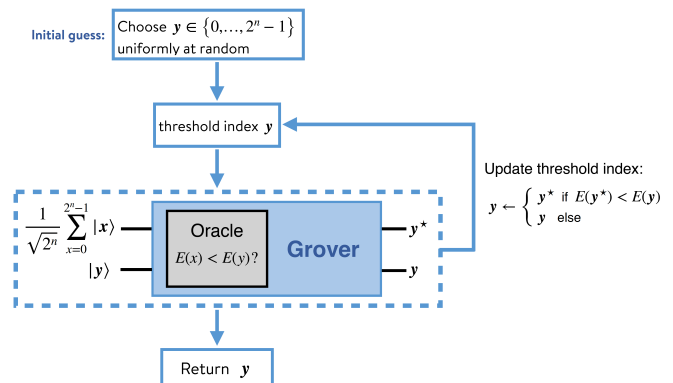 Initial guess:
Choose y ∈ {0,…,2ⁿ − 1}
uniformly at random
threshold index y
Update threshold index:
y ← { y⋆ if E(y⋆) < E(y)
y else
1/√2ⁿ ∑_{x=0}^{2ⁿ−1} |x⟩
|y⟩
Oracle
E(x) < E(y)?
Grover
y⋆
y
Return y